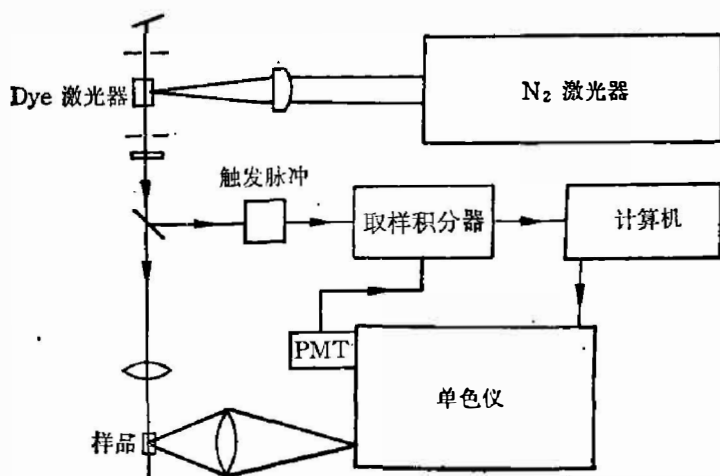 Dye 激光器
N₂ 激光器
触发脉冲
取样积分器
计算机
PMT
单色仪
样品